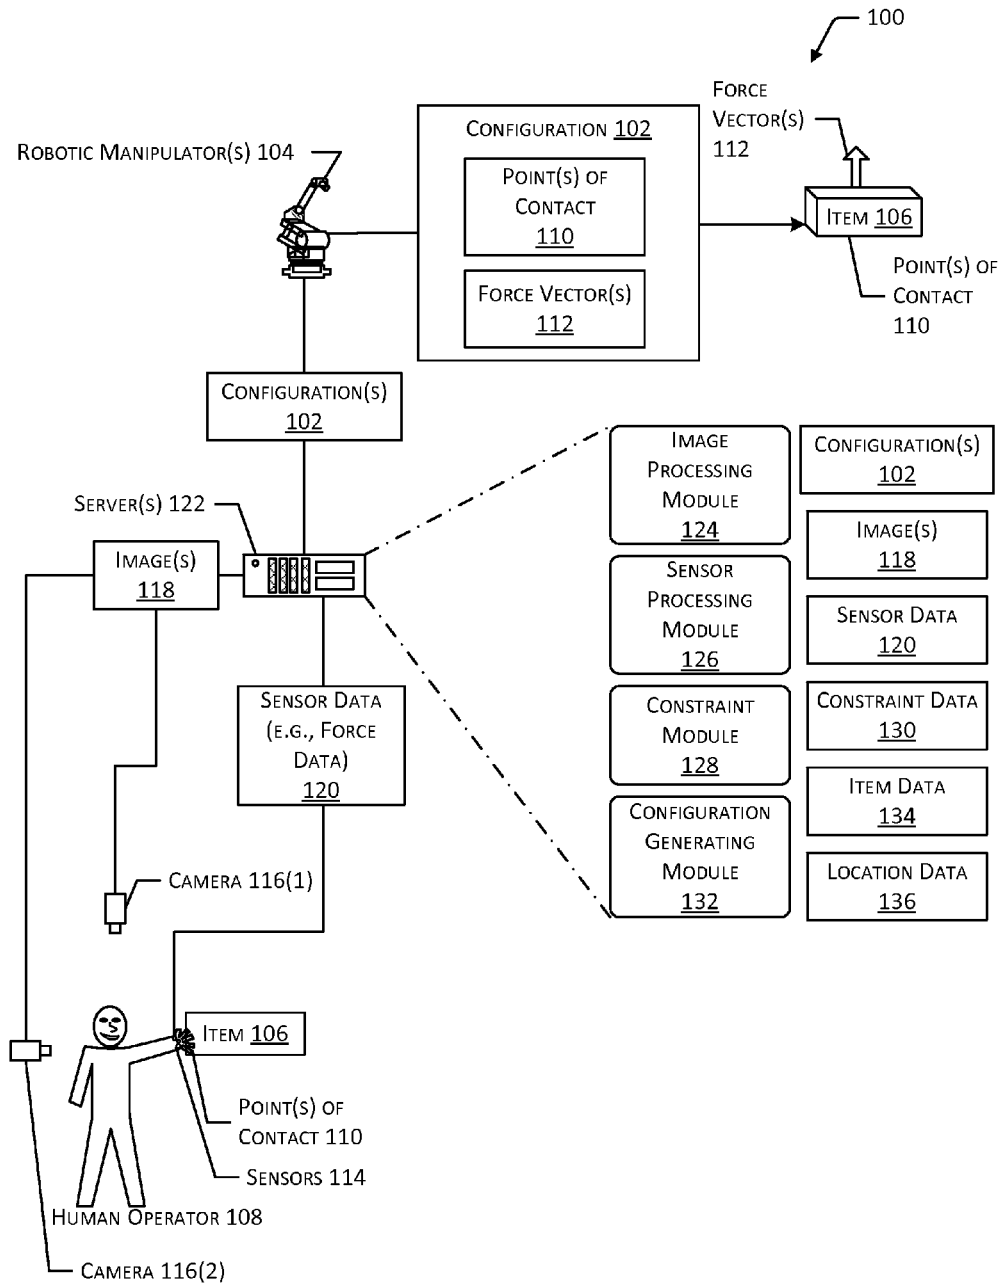 100
FORCE
VECTOR(S)
112
ROBOTIC MANIPULATOR(S) 104
CONFIGURATION 102
POINT(S) OF
CONTACT
110
FORCE VECTOR(S)
112
ITEM 106
POINT(S) OF
CONTACT
110
CONFIGURATION(S)
102
SERVER(S) 122
IMAGE(S)
118
SENSOR DATA
(E.G., FORCE
DATA)
120
IMAGE
PROCESSING
MODULE
124
SENSOR
PROCESSING
MODULE
126
CONSTRAINT
MODULE
128
CONFIGURATION
GENERATING
MODULE
132
CONFIGURATION(S)
102
IMAGE(S)
118
SENSOR DATA
120
CONSTRAINT DATA
130
ITEM DATA
134
LOCATION DATA
136
CAMERA 116(1)
ITEM 106
POINT(S) OF
CONTACT 110
SENSORS 114
HUMAN OPERATOR 108
CAMERA 116(2)